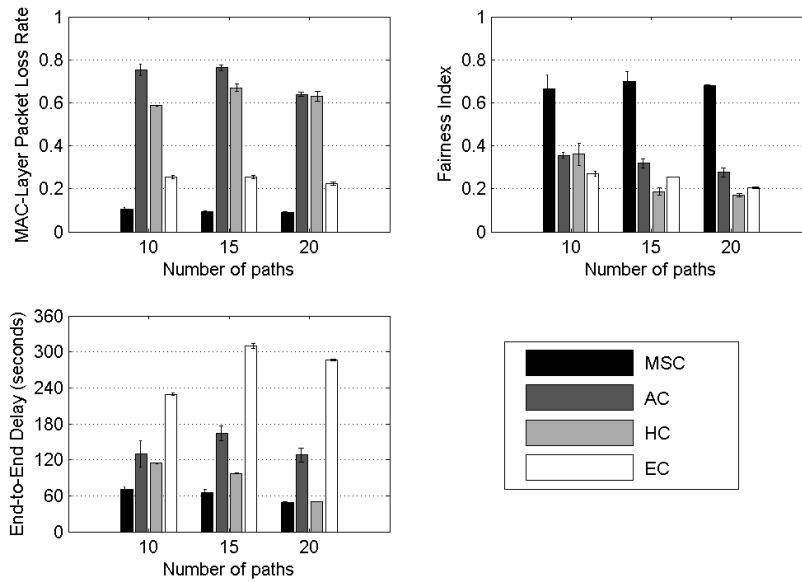 MAC-Layer Packet Loss Rate
1
0.8
0.6
0.4
0.2
0
10 15 20
Number of paths
Fairness Index
1
0.8
0.6
0.4
0.2
0
10 15 20
Number of paths
End-to-End Delay (seconds)
360
300
240
180
120
60
0
10 15 20
Number of paths
MSC
AC
HC
EC